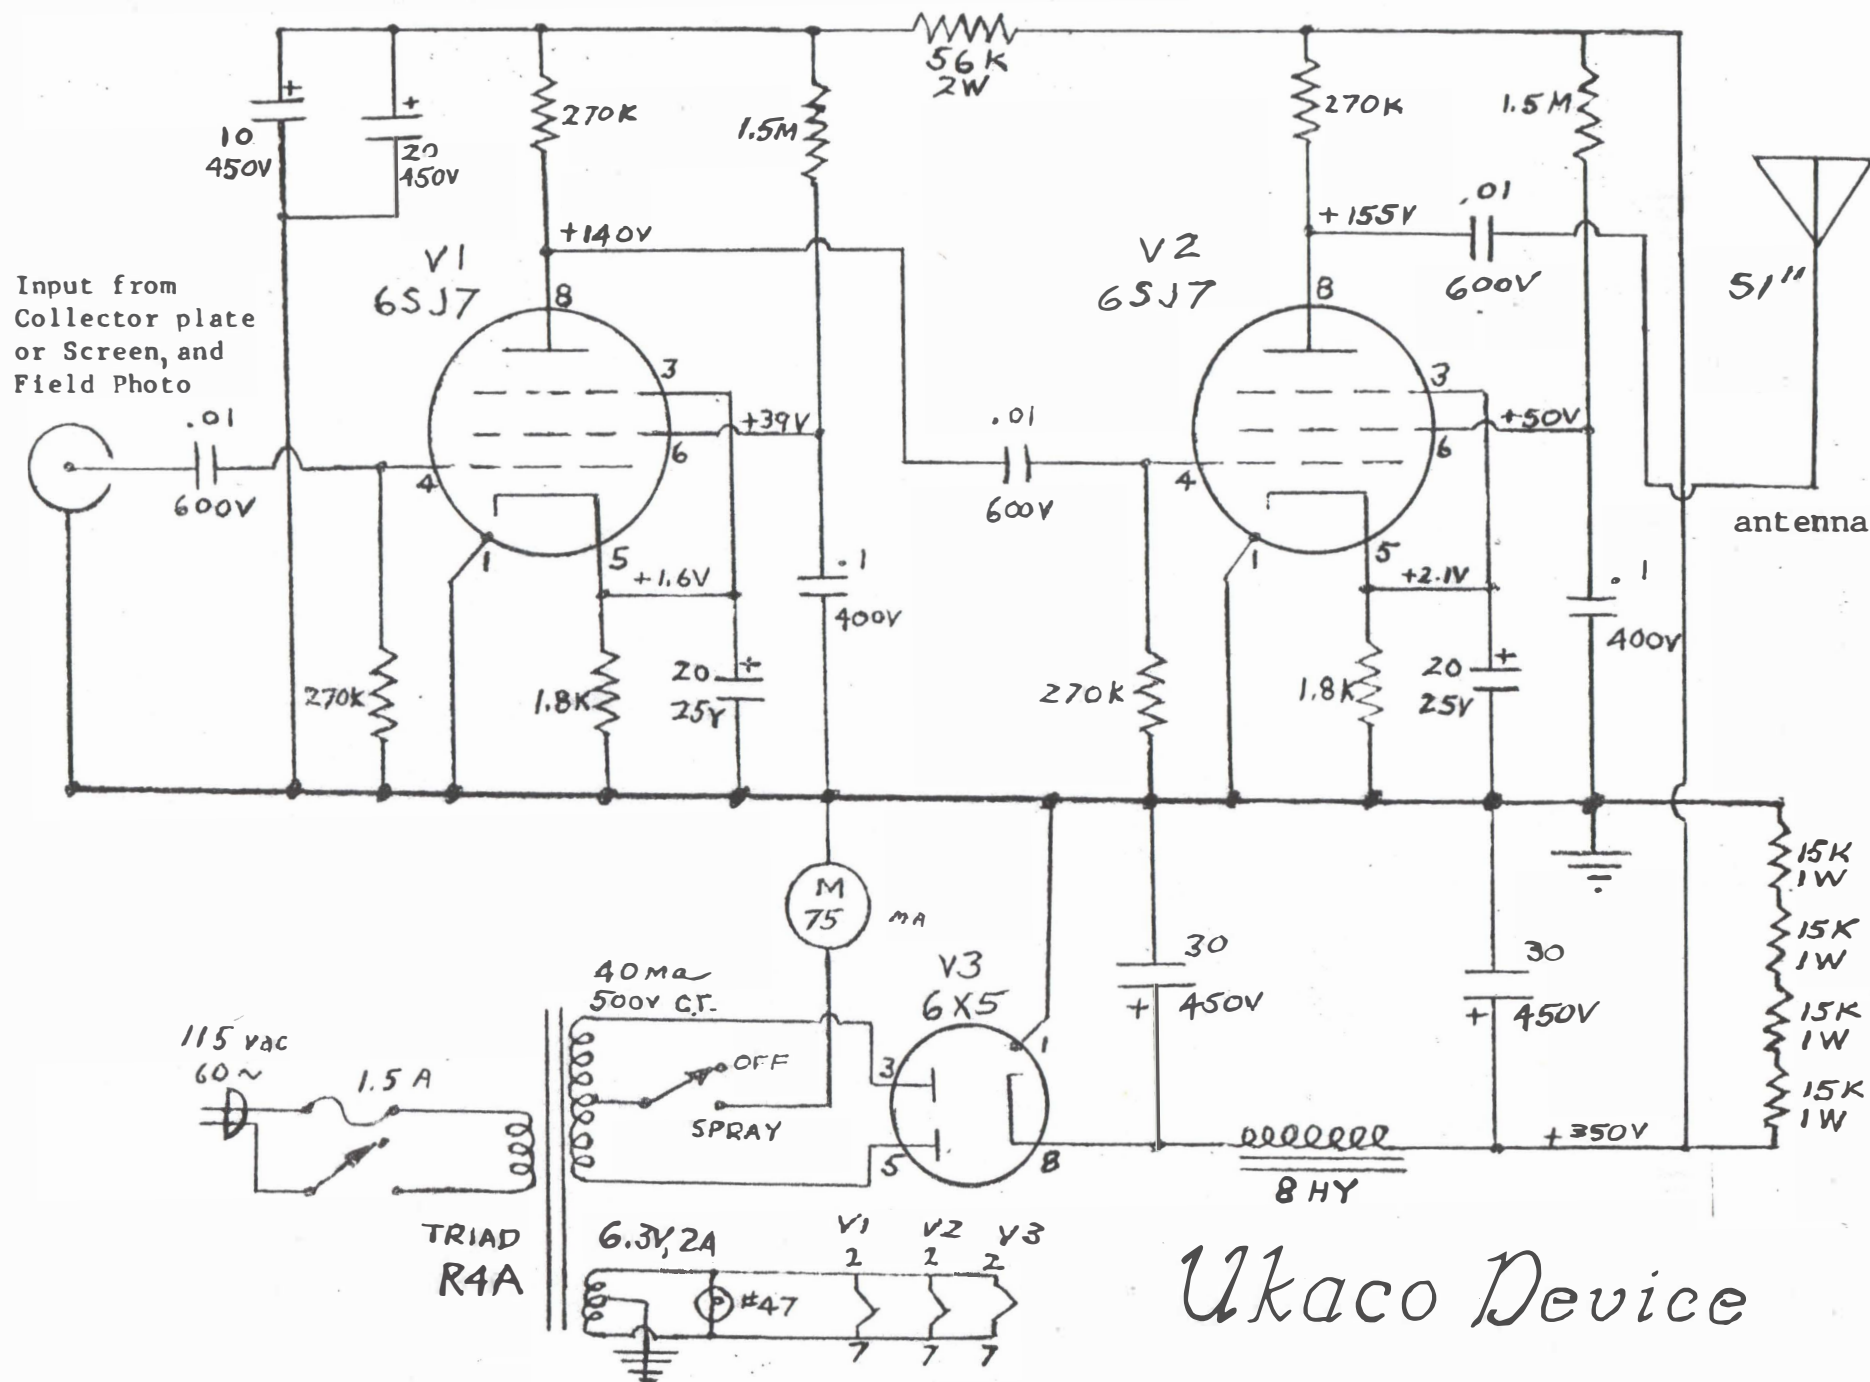 56K
2W
270K
1.5M
270K
1.5M
+
10
450V
+
20
450V
.01
600V
+155V
+140V
V1
6SJ7
V2
6SJ7
51"
antenna
Input from
Collector plate
or Screen, and
Field Photo
8
3
+39V
6
4
1
5
+1.6V
.01
600V
.01
600V
8
3
+50V
6
4
1
5
+2.1V
.1
400V
.1
400V
270K
1.8K
20
+
25V
270K
1.8K
20
+
25V
M
75
MA
15K
1W
15K
1W
15K
1W
15K
1W
40Ma
500V C.T.
V3
6X5
30
+
450V
30
+
450V
115 vac
60 ~
1.5 A
OFF
SPRAY
3
1
5
8
8 HY
+350V
TRIAD
R4A
6.3V, 2A
#47
V1
2
7
V2
2
7
V3
2
7
Ukaco Device